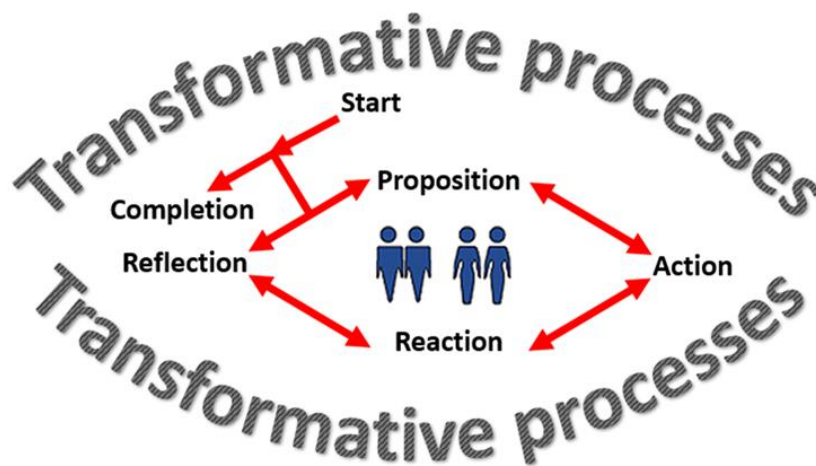 Transformative processes
Start
Proposition
Completion
Reflection
Action
Reaction
Transformative processes